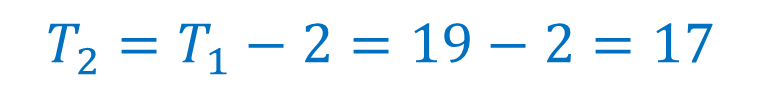 T₂ = T₁ − 2 = 19 − 2 = 17